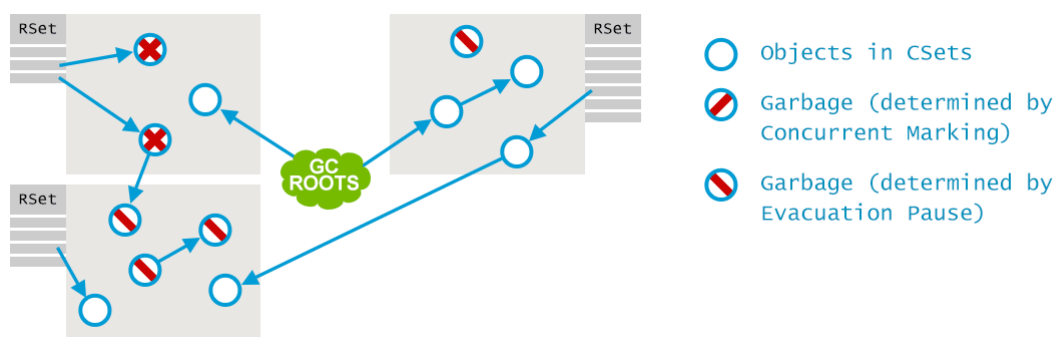 RSet
RSet
GC
ROOTS
RSet
Objects in CSets
Garbage (determined by
Concurrent Marking)
Garbage (determined by
Evacuation Pause)